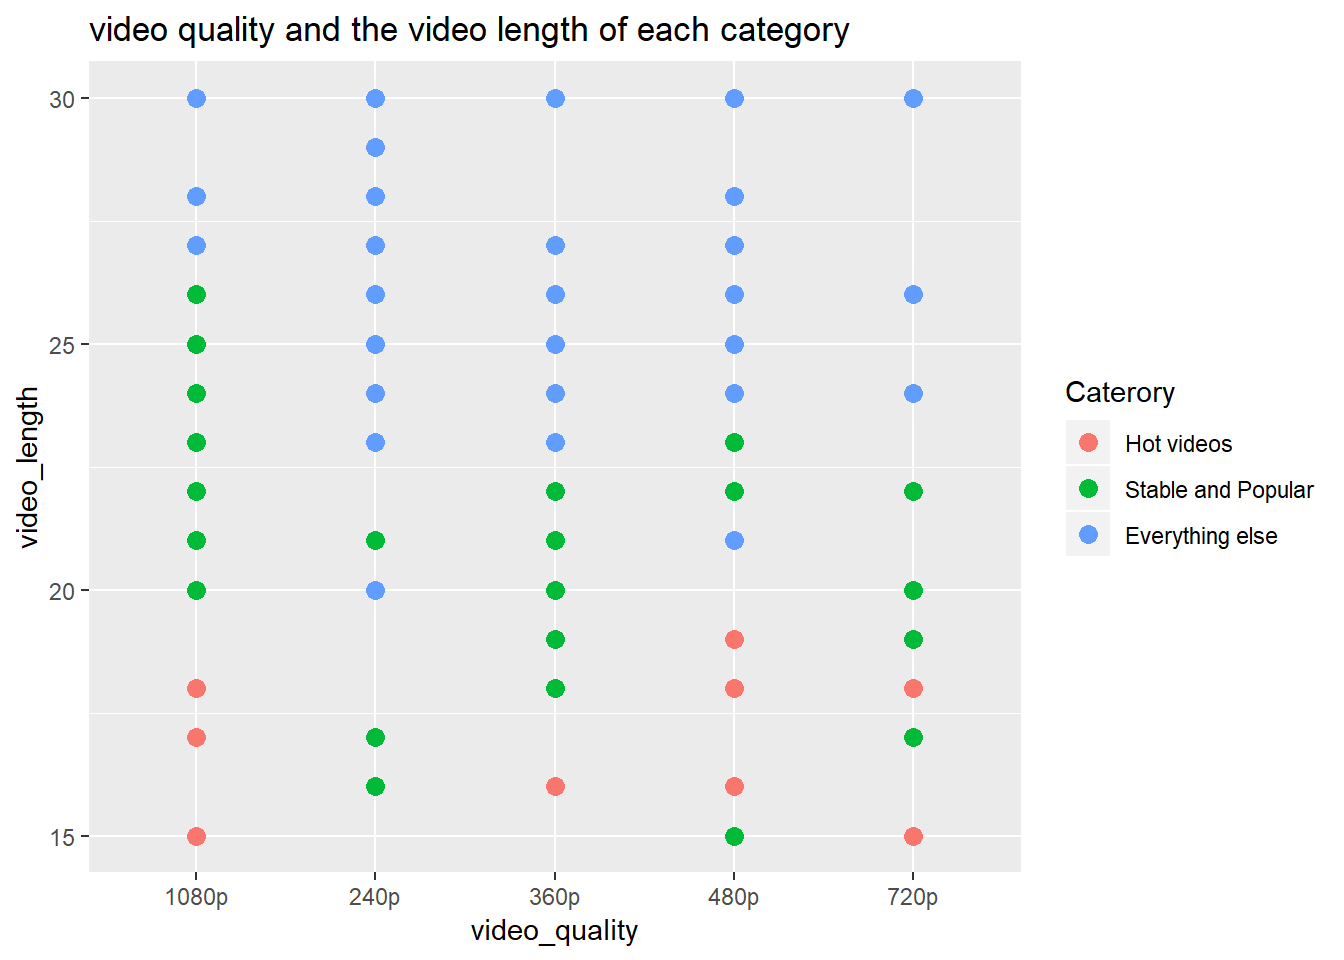 video quality and the video length of each category
30
25
20
15
video_length
1080p 240p 360p 480p 720p
video_quality
Caterory
Hot videos
Stable and Popular
Everything else